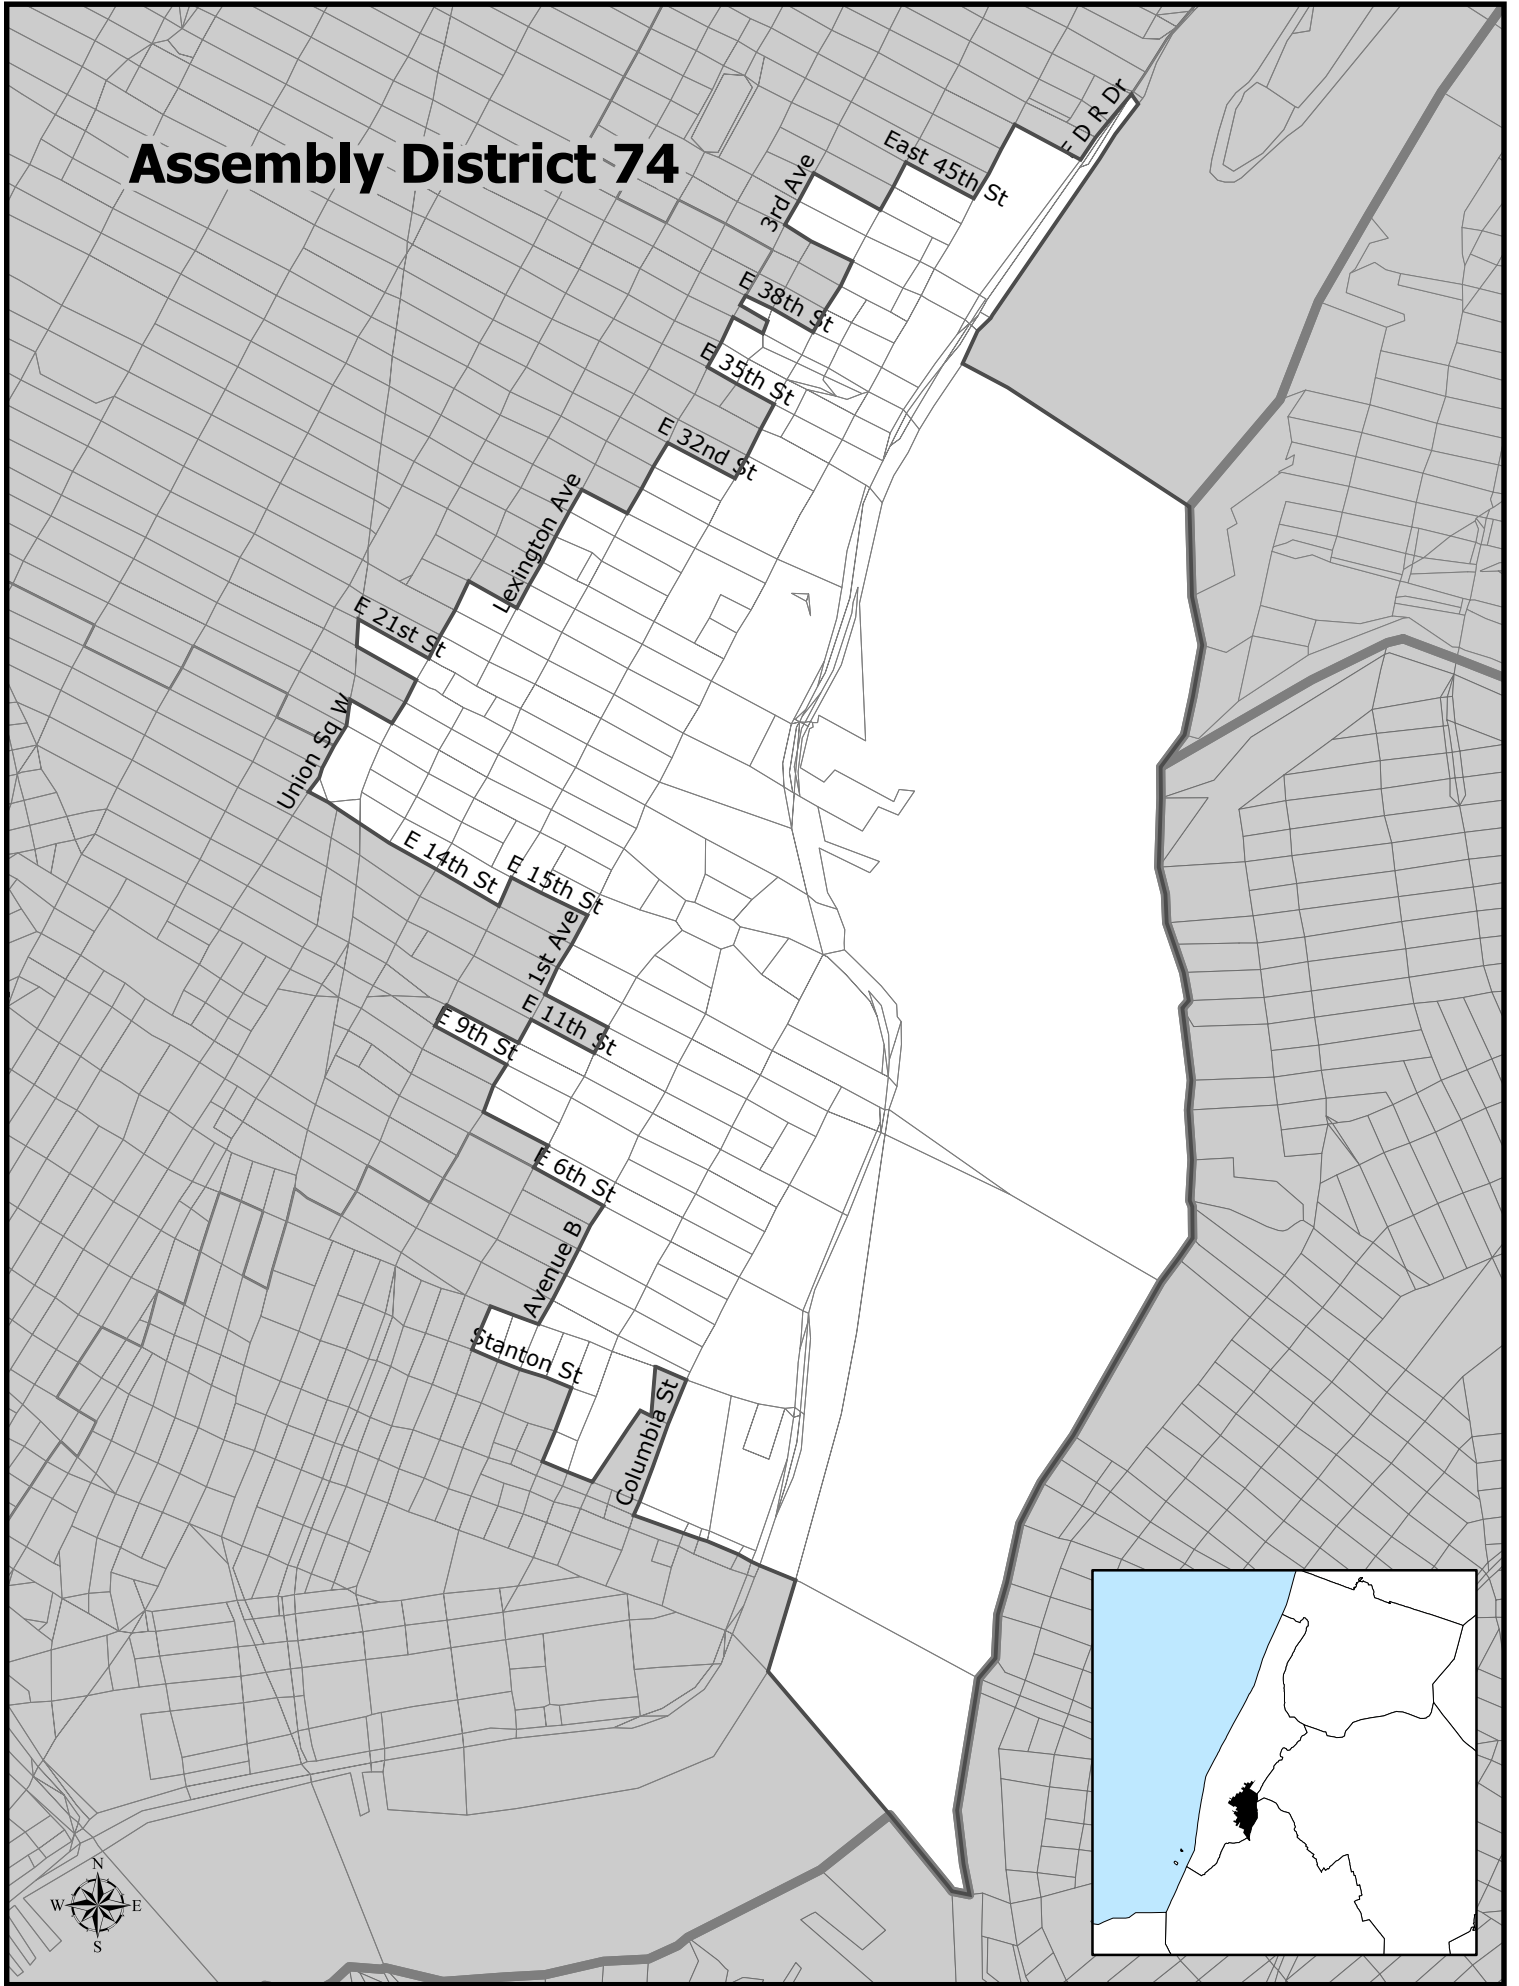 Assembly District 74
F D R Dr
East 45th St
3rd Ave
E 38th St
E 35th St
E 32nd St
Lexington Ave
E 21st St
Union Sq W
E 14th St
E 15th St
1st Ave
E 11th St
E 9th St
E 6th St
Avenue B
Stanton St
Columbia St
N
W E
S